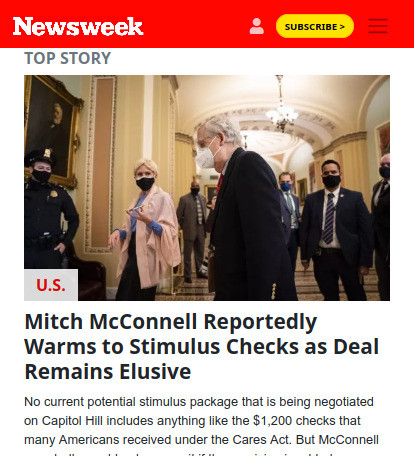 Newsweek
SUBSCRIBE >
TOP STORY
U.S.
Mitch McConnell Reportedly
Warms to Stimulus Checks as Deal
Remains Elusive
No current potential stimulus package that is being negotiated
on Capitol Hill includes anything like the $1,200 checks that
many Americans received under the Cares Act. But McConnell